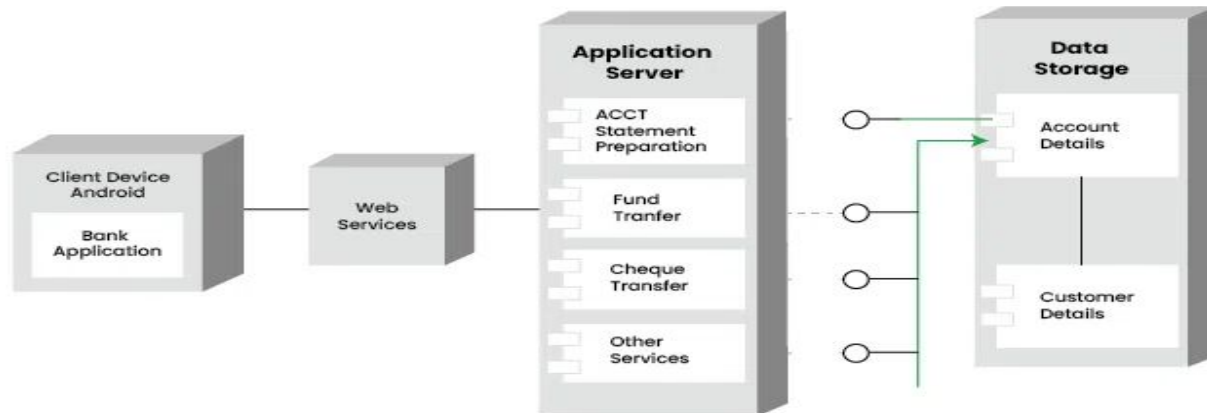 Client Device
Android
Bank
Application
Web
Services
Application
Server
ACCT
Statement
Preparation
Fund
Tranfer
Cheque
Transfer
Other
Services
Data
Storage
Account
Details
Customer
Details